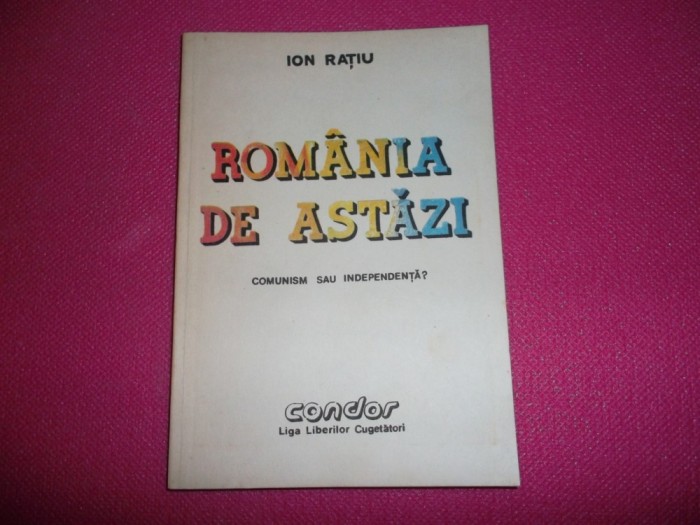 ION RAȚIU
ROMÂNIA
DE ASTĂZI
COMUNISM SAU INDEPENDENȚĂ?
condor
Liga Liberilor Cugetători